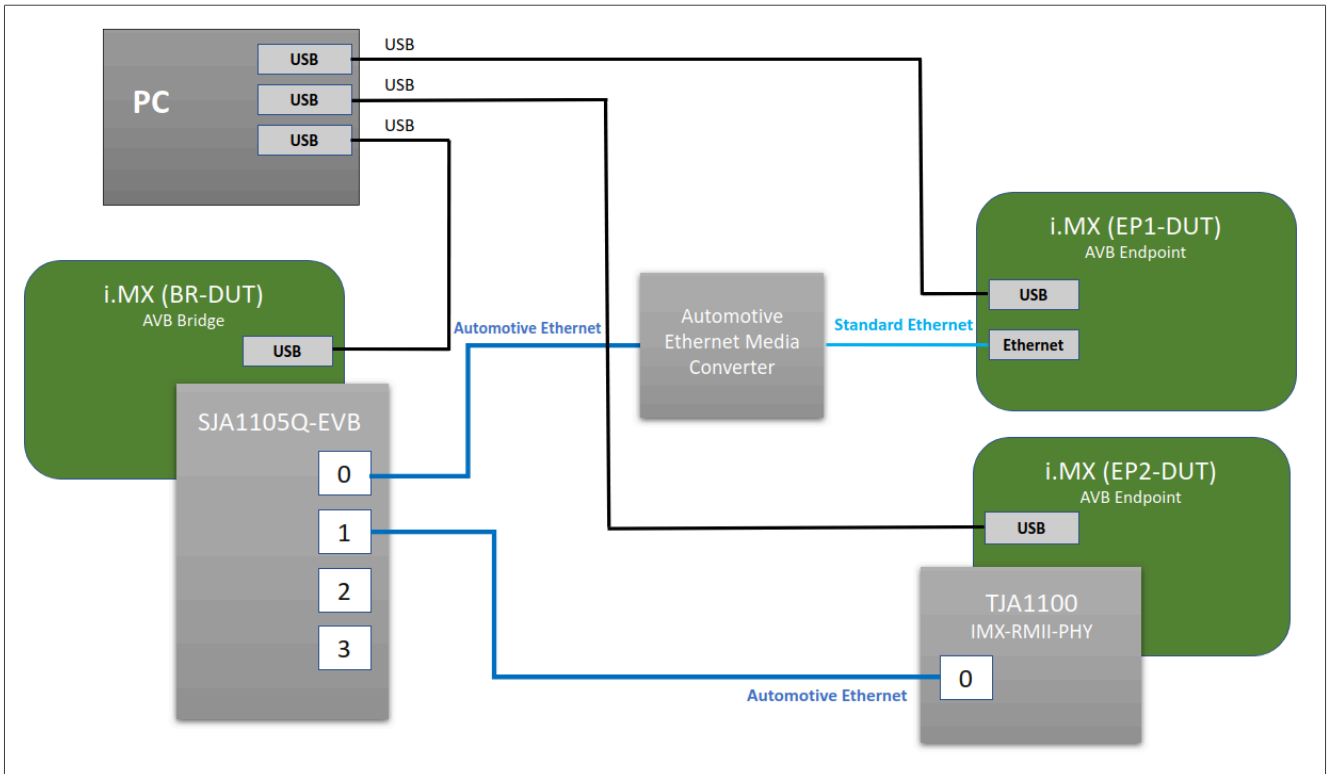 USB
USB
USB
PC
USB
USB
USB
i.MX (EP1-DUT)
AVB Endpoint
USB
Ethernet
i.MX (BR-DUT)
AVB Bridge
USB
Automotive Ethernet
Automotive
Ethernet Media
Converter
Standard Ethernet
SJA1105Q-EVB
0
1
2
3
i.MX (EP2-DUT)
AVB Endpoint
USB
TJA1100
IMX-RMII-PHY
0
Automotive Ethernet